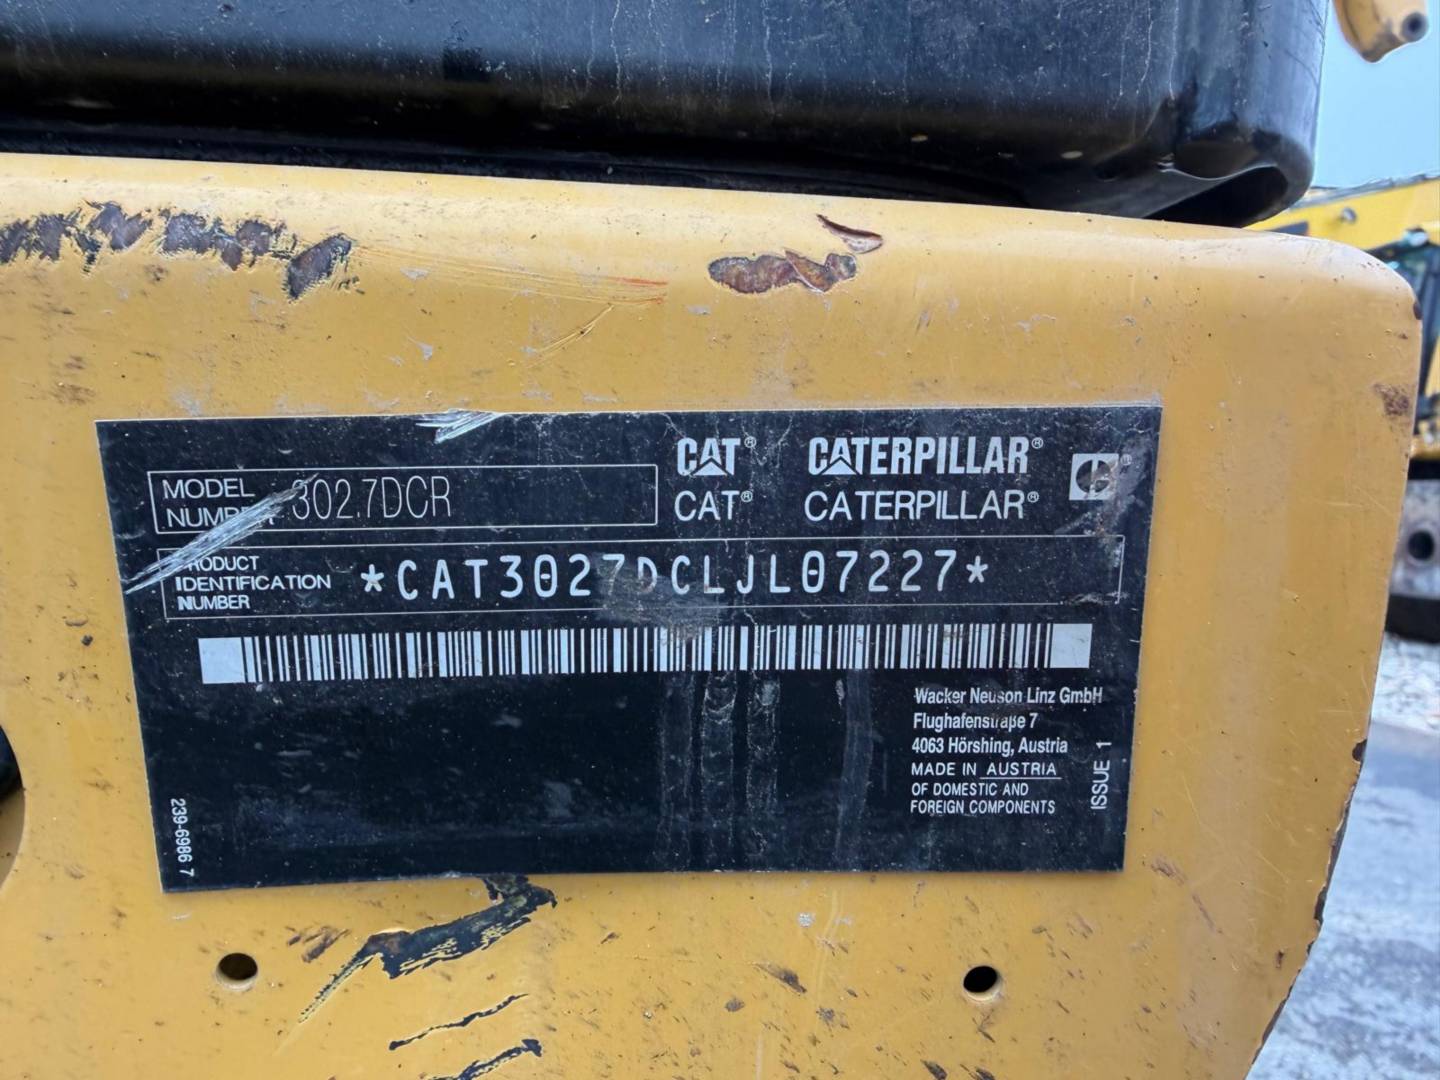 CAT® CATERPILLAR®
CAT® CATERPILLAR®
MODEL NUMBER 302.7DCR
PRODUCT
IDENTIFICATION
NUMBER
*CAT3027DCLJL07227*
Wacker Neuson Linz GmbH
Flughafenstraße 7
4063 Hörshing, Austria
MADE IN AUSTRIA
OF DOMESTIC AND
FOREIGN COMPONENTS
ISSUE 1
239-6986 7